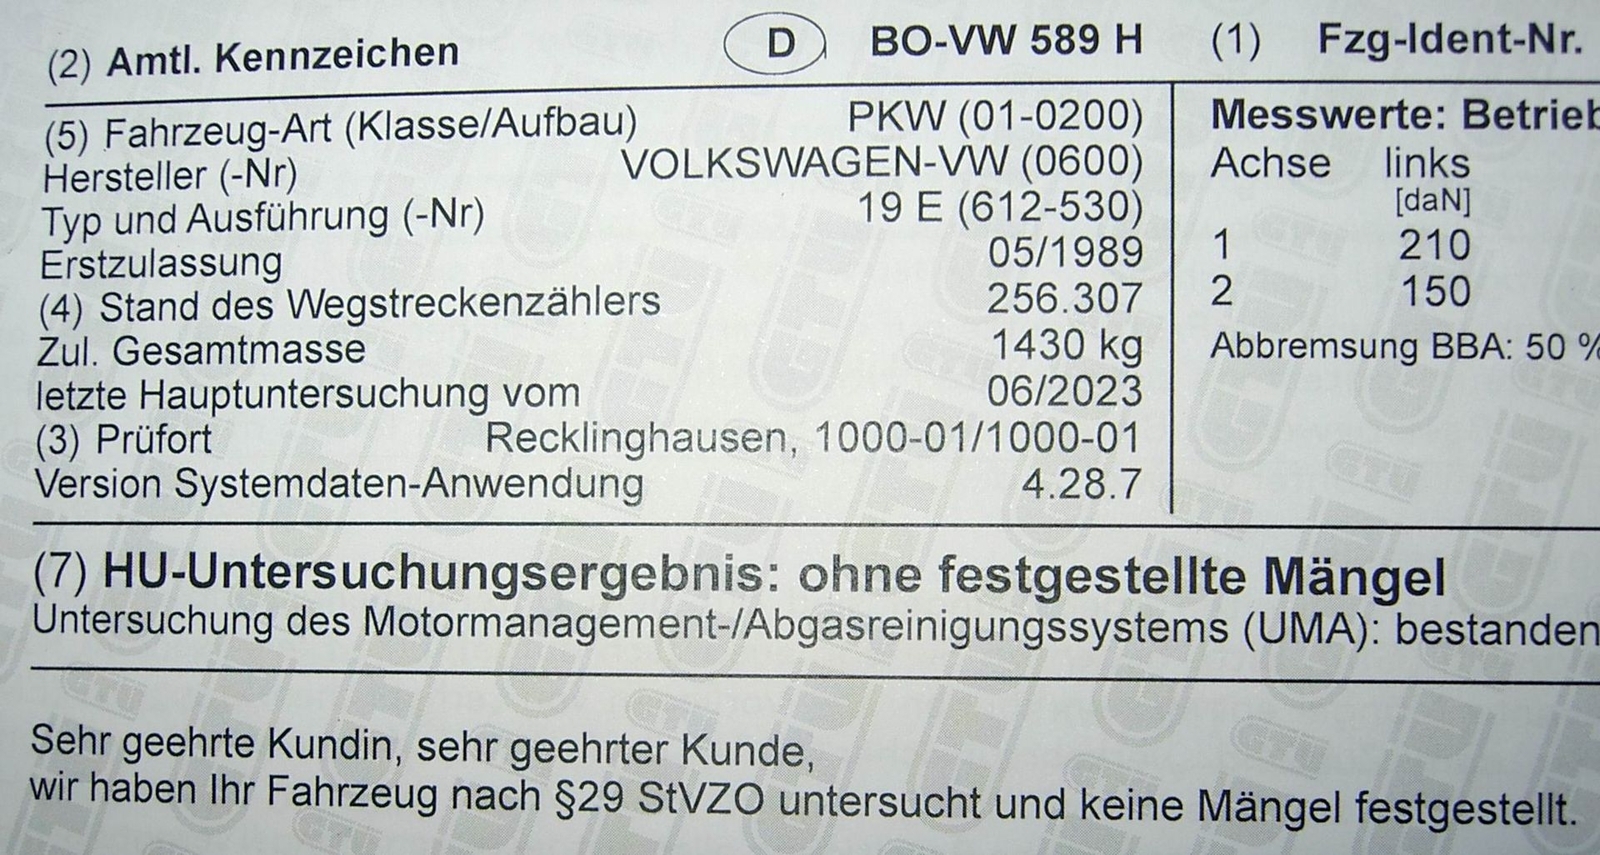 (2) Amtl. Kennzeichen D BO-VW 589 H (1) Fzg-Ident-Nr.
(5) Fahrzeug-Art (Klasse/Aufbau) PKW (01-0200)
Hersteller (-Nr) VOLKSWAGEN-VW (0600)
Typ und Ausführung (-Nr) 19 E (612-530)
Erstzulassung 05/1989
(4) Stand des Wegstreckenzählers 256.307
Zul. Gesamtmasse 1430 kg
letzte Hauptuntersuchung vom 06/2023
(3) Prüfort Recklinghausen, 1000-01/1000-01
Version Systemdaten-Anwendung 4.28.7
Messwerte: Betrieb
Achse links
[daN]
1 210
2 150
Abbremsung BBA: 50 %
(7) HU-Untersuchungsergebnis: ohne festgestellte Mängel
Untersuchung des Motormanagement-/Abgasreinigungssystems (UMA): bestanden
Sehr geehrte Kundin, sehr geehrter Kunde,
wir haben Ihr Fahrzeug nach §29 StVZO untersucht und keine Mängel festgestellt.